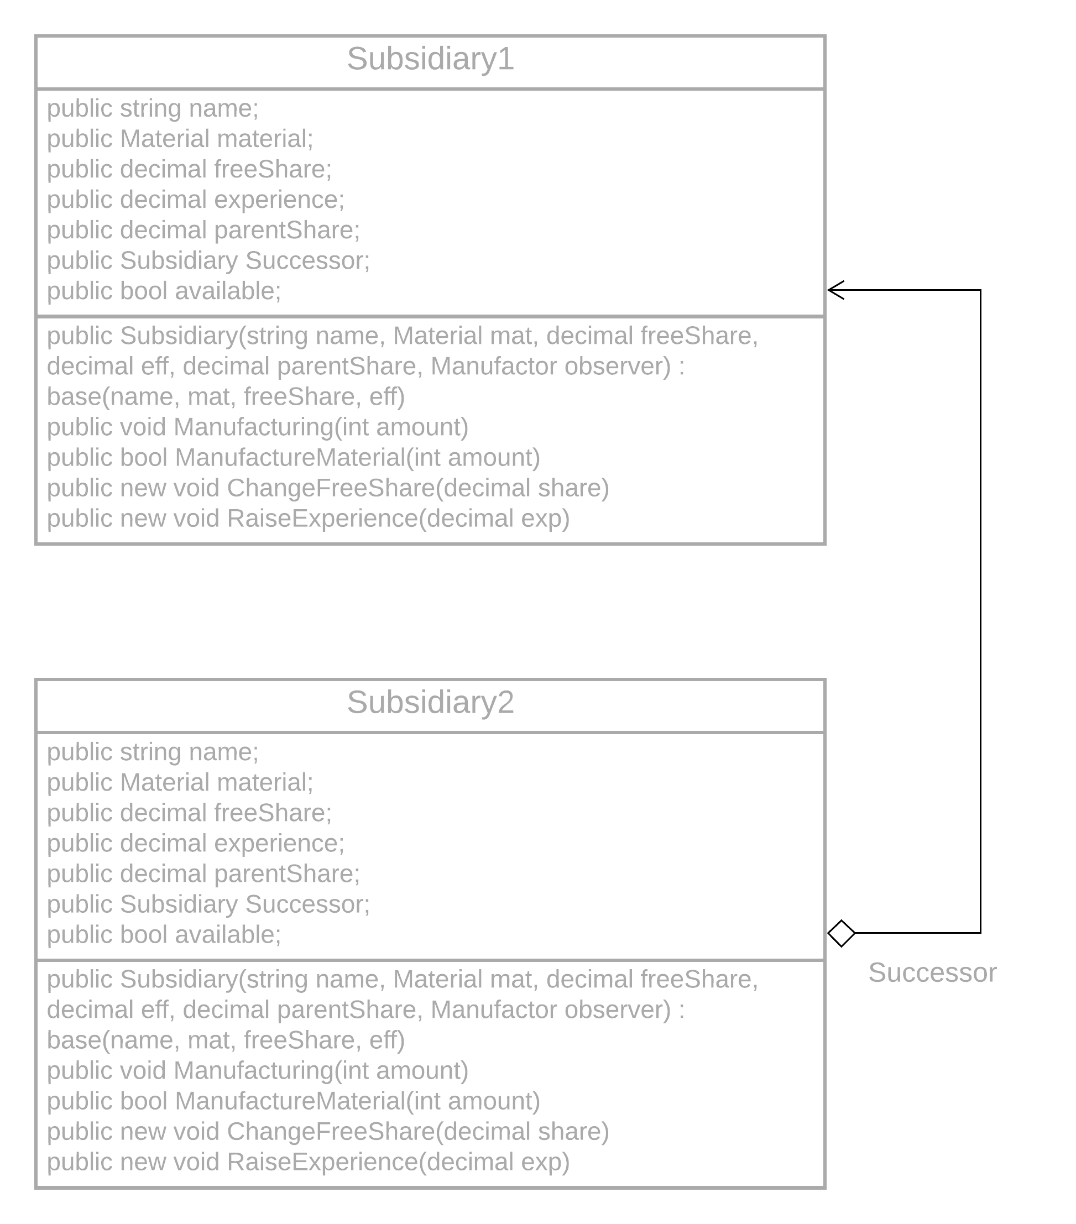 Subsidiary1
public string name;
public Material material;
public decimal freeShare;
public decimal experience;
public decimal parentShare;
public Subsidiary Successor;
public bool available;
public Subsidiary(string name, Material mat, decimal freeShare,
decimal eff, decimal parentShare, Manufactor observer) :
base(name, mat, freeShare, eff)
public void Manufacturing(int amount)
public bool ManufactureMaterial(int amount)
public new void ChangeFreeShare(decimal share)
public new void RaiseExperience(decimal exp)
Subsidiary2
public string name;
public Material material;
public decimal freeShare;
public decimal experience;
public decimal parentShare;
public Subsidiary Successor;
public bool available;
Successor
public Subsidiary(string name, Material mat, decimal freeShare,
decimal eff, decimal parentShare, Manufactor observer) :
base(name, mat, freeShare, eff)
public void Manufacturing(int amount)
public bool ManufactureMaterial(int amount)
public new void ChangeFreeShare(decimal share)
public new void RaiseExperience(decimal exp)